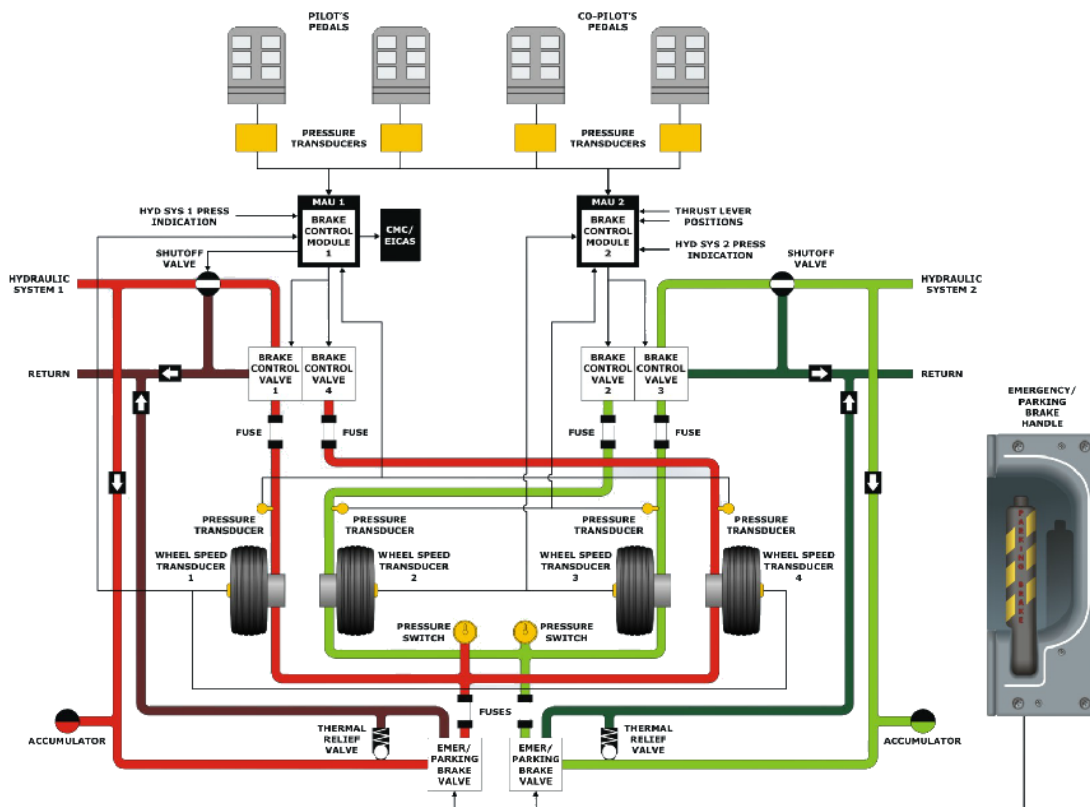 PILOT'S
PEDALS
CO-PILOT'S
PEDALS
PRESSURE
TRANSDUCERS
PRESSURE
TRANSDUCERS
MAU 1
BRAKE
CONTROL
MODULE
1
CMC/
EICAS
HYD SYS 1 PRESS
INDICATION
MAU 2
BRAKE
CONTROL
MODULE
2
THRUST LEVER
POSITIONS
HYD SYS 2 PRESS
INDICATION
SHUTOFF
VALVE
SHUTOFF
VALVE
HYDRAULIC
SYSTEM 1
HYDRAULIC
SYSTEM 2
RETURN
BRAKE
CONTROL
VALVE
1
BRAKE
CONTROL
VALVE
4
BRAKE
CONTROL
VALVE
2
BRAKE
CONTROL
VALVE
3
RETURN
EMERGENCY/
PARKING
BRAKE
HANDLE
FUSE
FUSE
FUSE
FUSE
PRESSURE
TRANSDUCER
PRESSURE
TRANSDUCER
PRESSURE
TRANSDUCER
PRESSURE
TRANSDUCER
WHEEL SPEED
TRANSDUCER
1
WHEEL SPEED
TRANSDUCER
2
WHEEL SPEED
TRANSDUCER
3
WHEEL SPEED
TRANSDUCER
4
PARKING BRAKE
PRESSURE
SWITCH
PRESSURE
SWITCH
FUSES
ACCUMULATOR
THERMAL
RELIEF
VALVE
EMER/
PARKING
BRAKE
VALVE
EMER/
PARKING
BRAKE
VALVE
THERMAL
RELIEF
VALVE
ACCUMULATOR